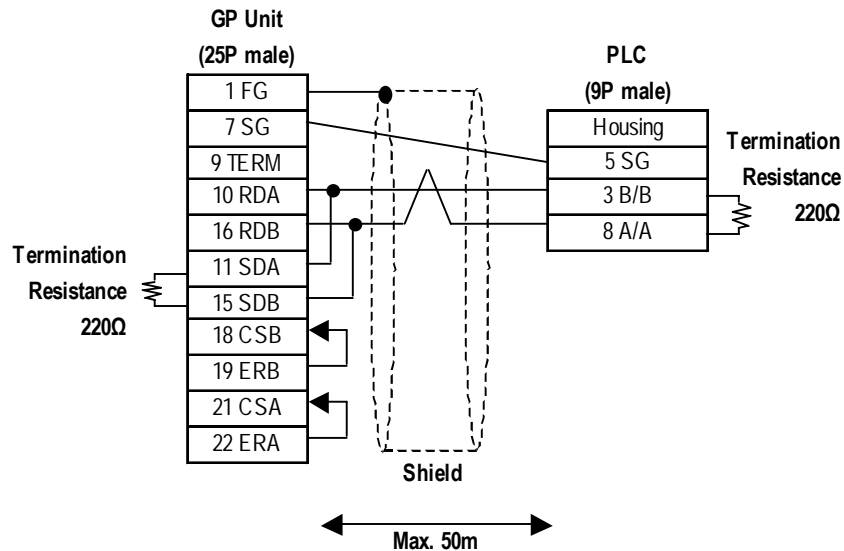 GP Unit
(25P male)
1 FG
7 SG
9 TERM
10 RDA
16 RDB
11 SDA
15 SDB
18 CSB
19 ERB
21 CSA
22 ERA
Termination
Resistance
220Ω
Shield
Max. 50m
PLC
(9P male)
Housing
5 SG
3 B/B
8 A/A
Termination
Resistance
220Ω